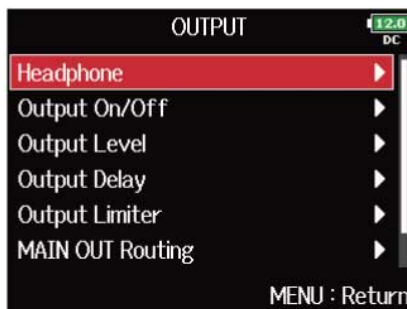 OUTPUT
12.0
DC
Headphone
Output On/Off
Output Level
Output Delay
Output Limiter
MAIN OUT Routing
MENU : Return